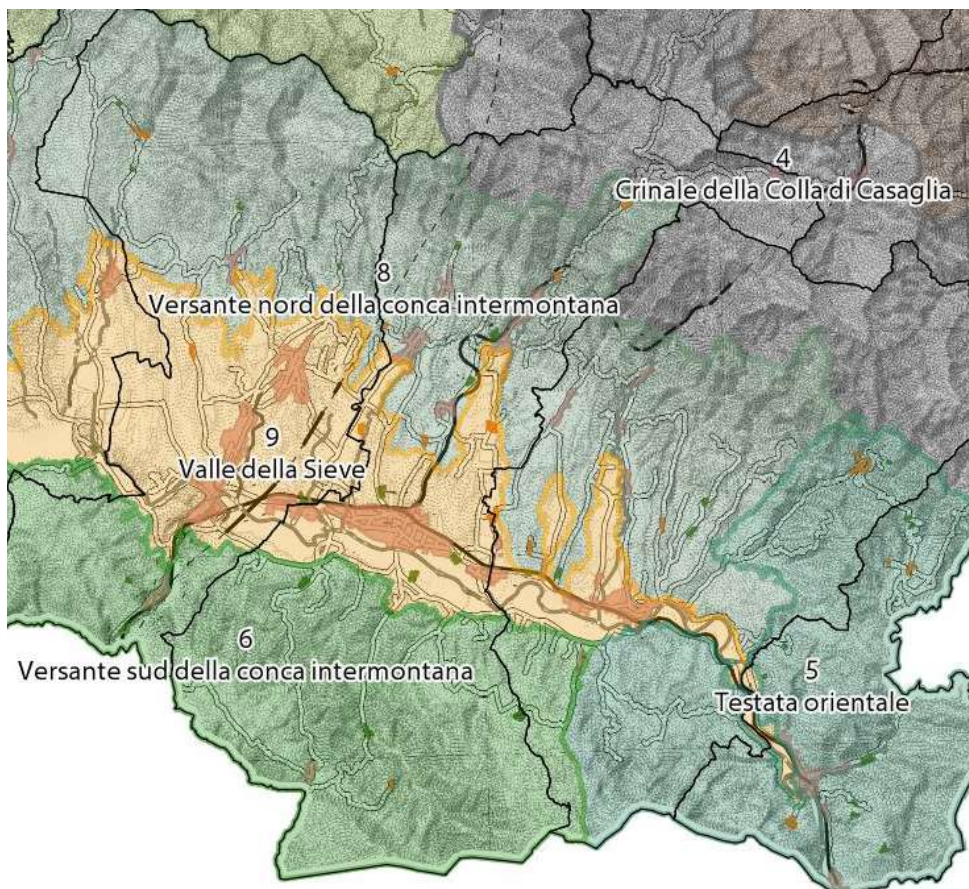 4
Crinale della Colla di Casaglia
8
Versante nord della conca intermontana
9
Valle della Sieve
6
Versante sud della conca intermontana
5
Testata orientale